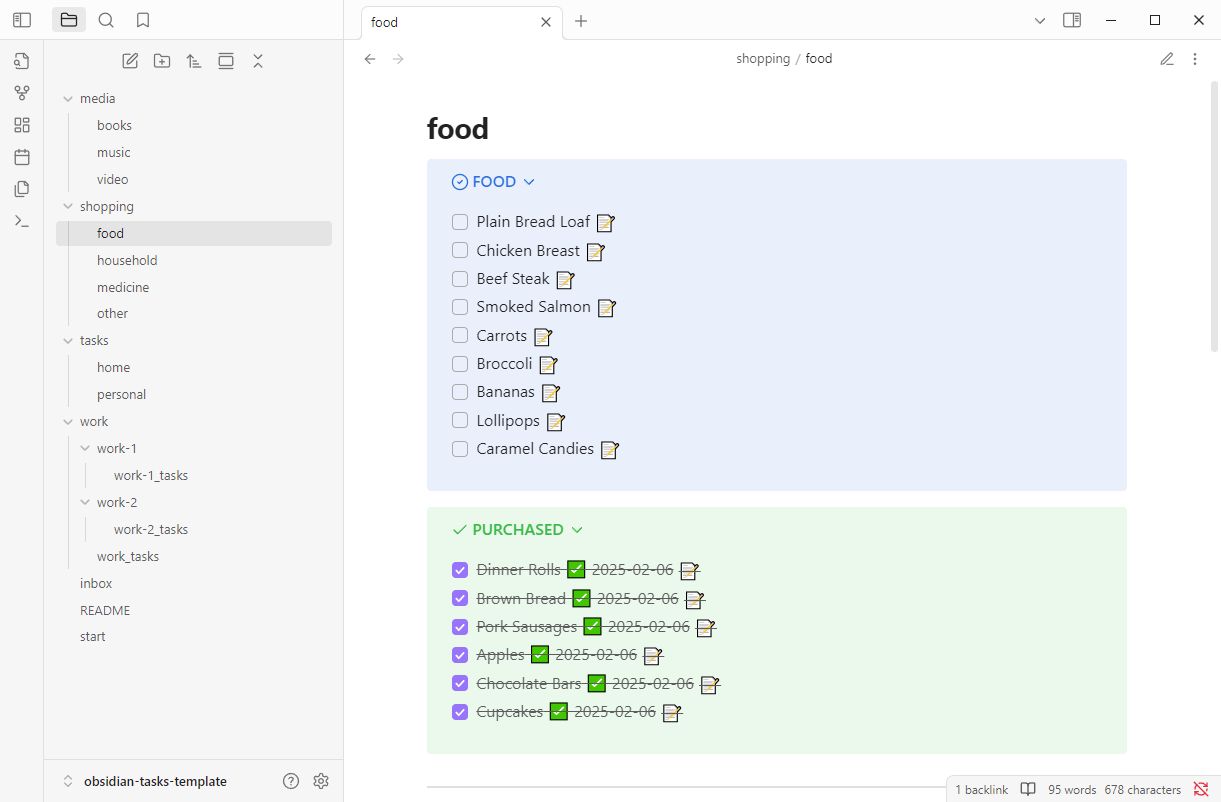 food
shopping / food
media
books
music
video
shopping
food
household
medicine
other
tasks
home
personal
work
work-1
work-1_tasks
work-2
work-2_tasks
work_tasks
inbox
README
start
obsidian-tasks-template
food
FOOD
Plain Bread Loaf 📝
Chicken Breast 📝
Beef Steak 📝
Smoked Salmon 📝
Carrots 📝
Broccoli 📝
Bananas 📝
Lollipops 📝
Caramel Candies 📝
PURCHASED
Dinner Rolls ✅ 2025-02-06 📝
Brown Bread ✅ 2025-02-06 📝
Pork Sausages ✅ 2025-02-06 📝
Apples ✅ 2025-02-06 📝
Chocolate Bars ✅ 2025-02-06 📝
Cupcakes ✅ 2025-02-06 📝
1 backlink 95 words 678 characters